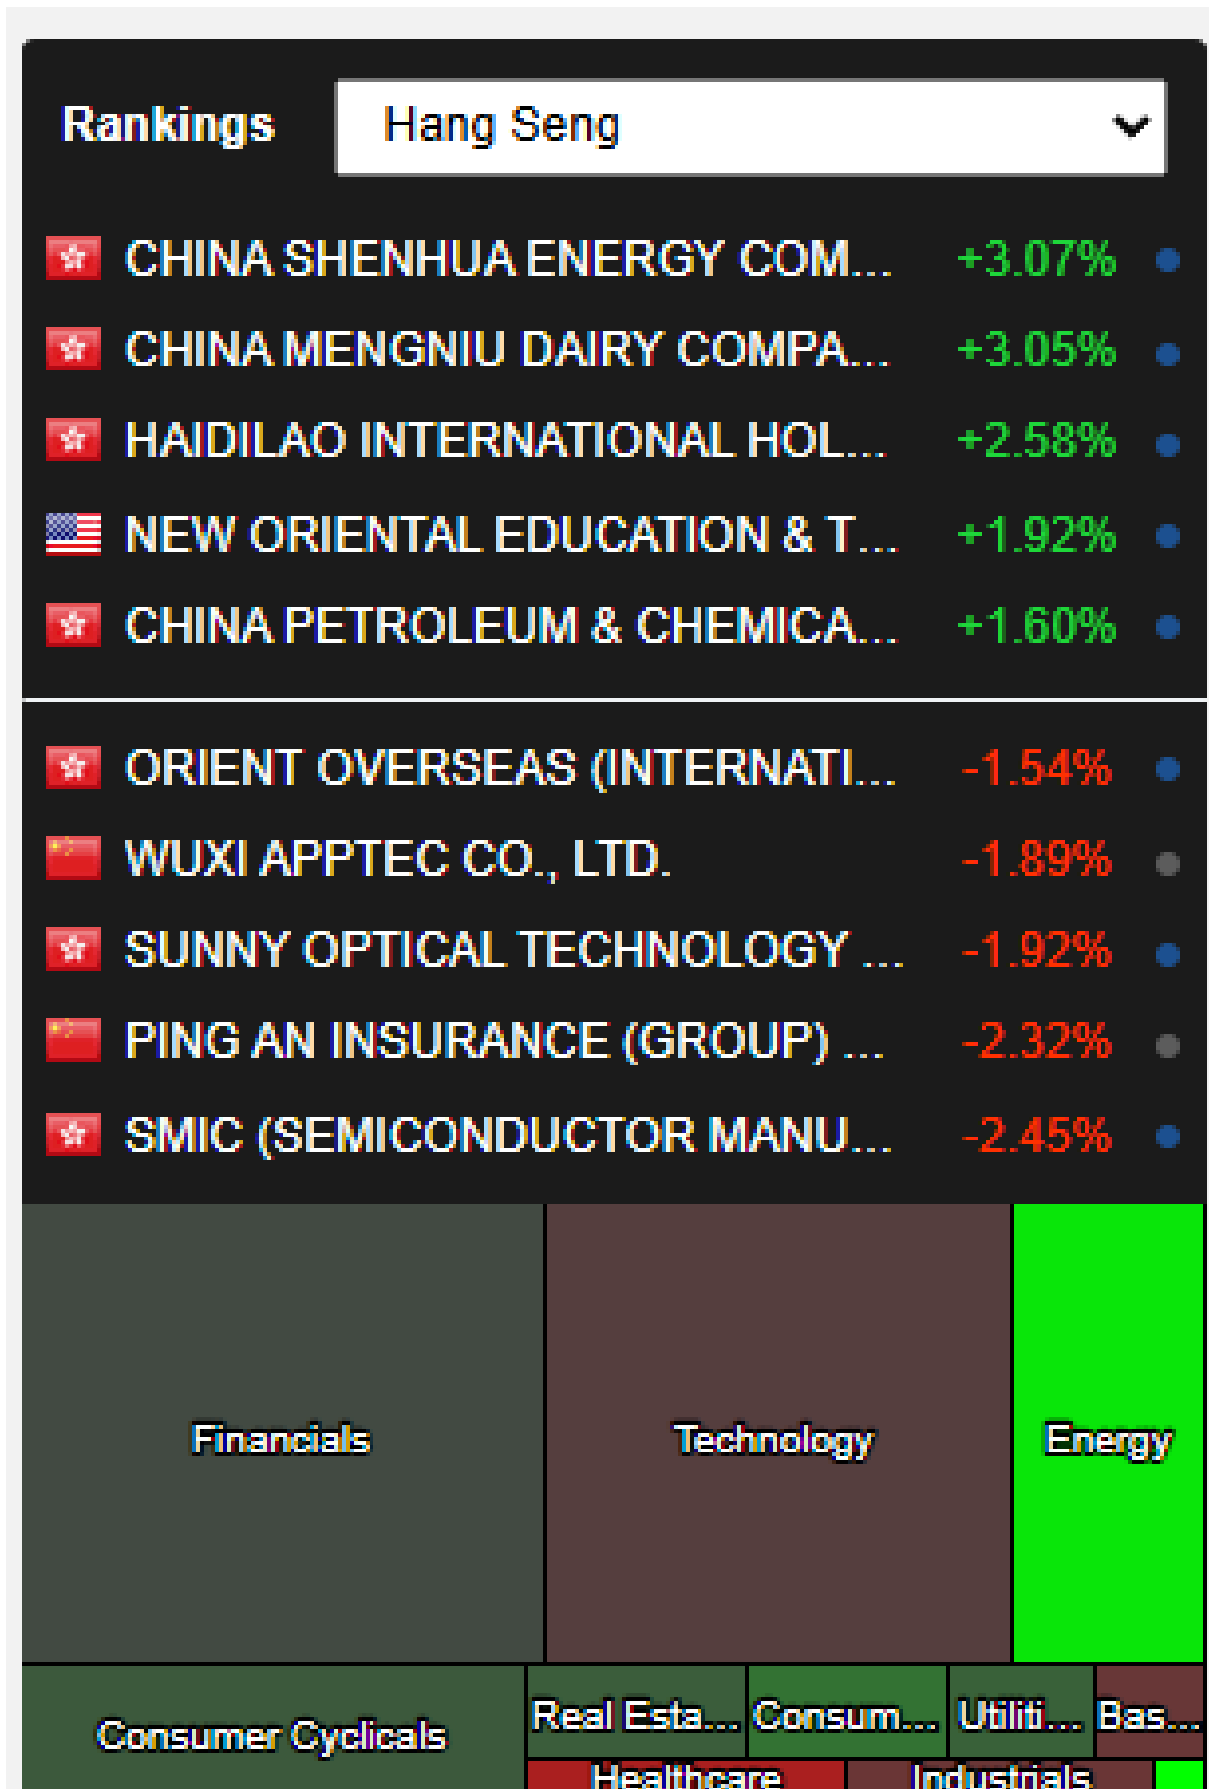 Rankings Hang Seng
CHINA SHENHUA ENERGY COM... +3.07%
CHINA MENGNIU DAIRY COMPA... +3.05%
HAIDILAO INTERNATIONAL HOL... +2.58%
NEW ORIENTAL EDUCATION & T... +1.92%
CHINA PETROLEUM & CHEMICA... +1.60%
ORIENT OVERSEAS (INTERNATI... -1.54%
WUXI APPTEC CO., LTD. -1.89%
SUNNY OPTICAL TECHNOLOGY ... -1.92%
PING AN INSURANCE (GROUP) ... -2.32%
SMIC (SEMICONDUCTOR MANU... -2.45%
Financials Technology Energy
Consumer Cyclicals Real Esta... Consum... Utiliti... Bas...
Healthcare Industrials